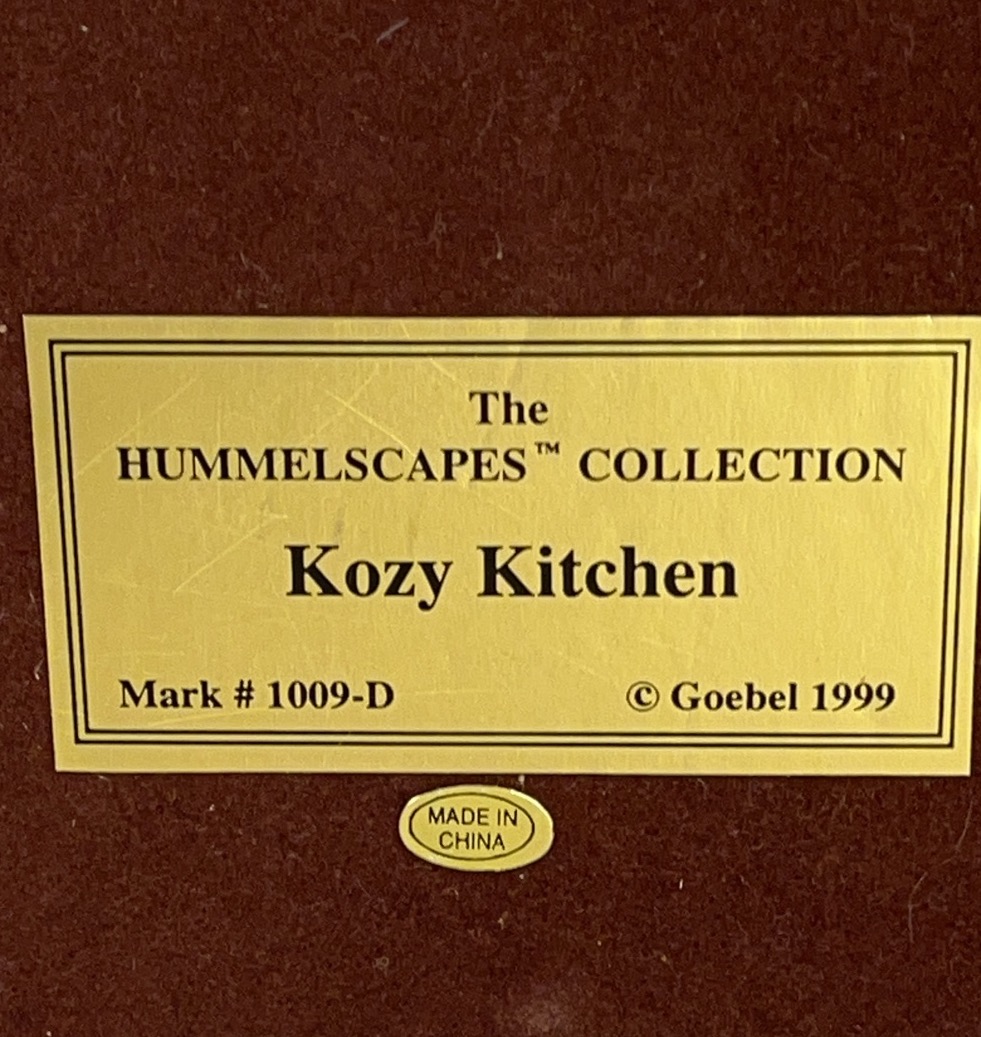 The
HUMMELSCAPES™ COLLECTION
Kozy Kitchen
Mark # 1009-D © Goebel 1999
MADE IN
CHINA